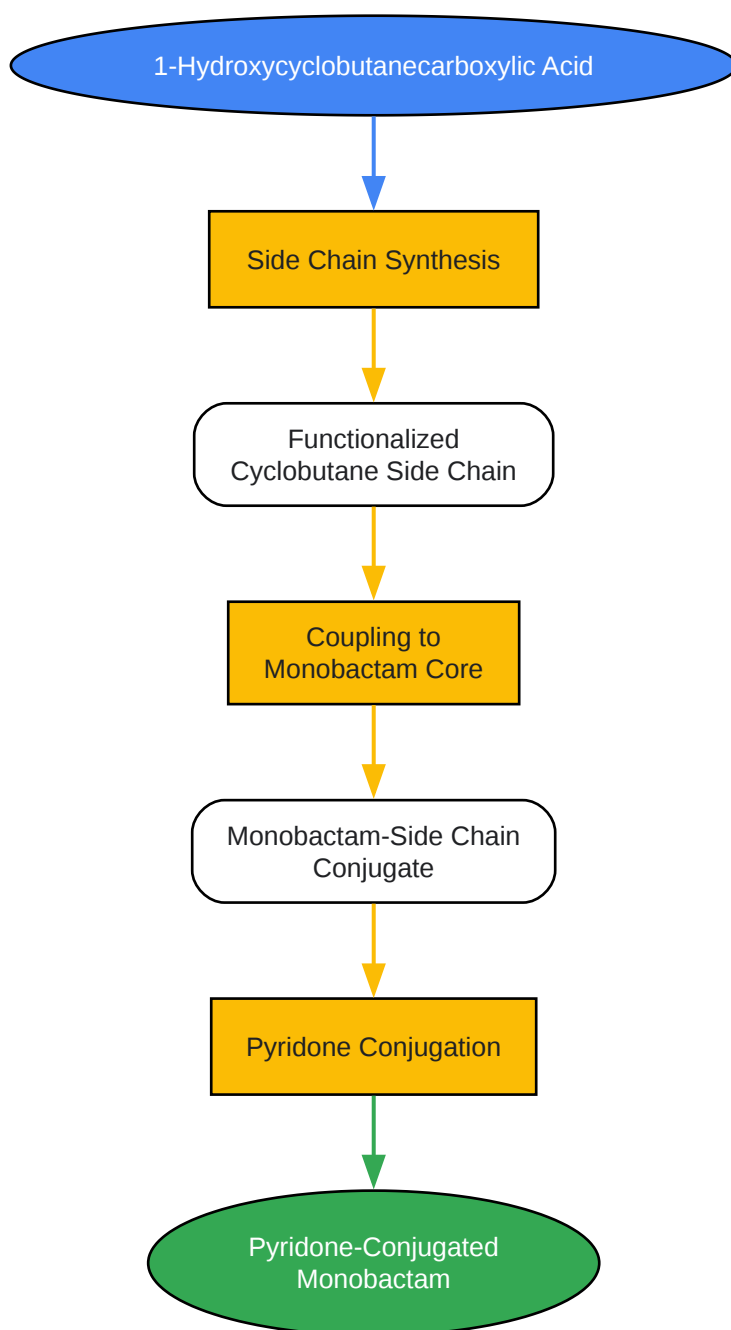 1-Hydroxycyclobutanecarboxylic Acid
Side Chain Synthesis
Functionalized
Cyclobutane Side Chain
Coupling to
Monobactam Core
Monobactam-Side Chain
Conjugate
Pyridone Conjugation
Pyridone-Conjugated
Monobactam